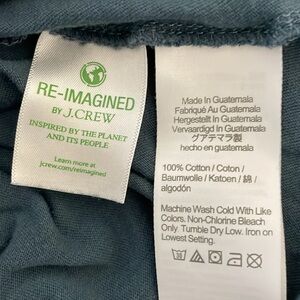 RE-IMAGINED
BY J.CREW
INSPIRED BY THE PLANET
AND ITS PEOPLE
Learn more at
jcrew.com/reimagined
Made In Guatemala
Fabriqué Au Guatemala
Hergestellt In Guatemala
Vervaardigd In Guatemala
グアテマラ製
hecho en guatemala
100% Cotton / Coton /
Baumwolle / Katoen / 綿 /
algodón
Machine Wash Cold With Like
Colors. Non-Chlorine Bleach
Only. Tumble Dry Low. Iron on
Lowest Setting.